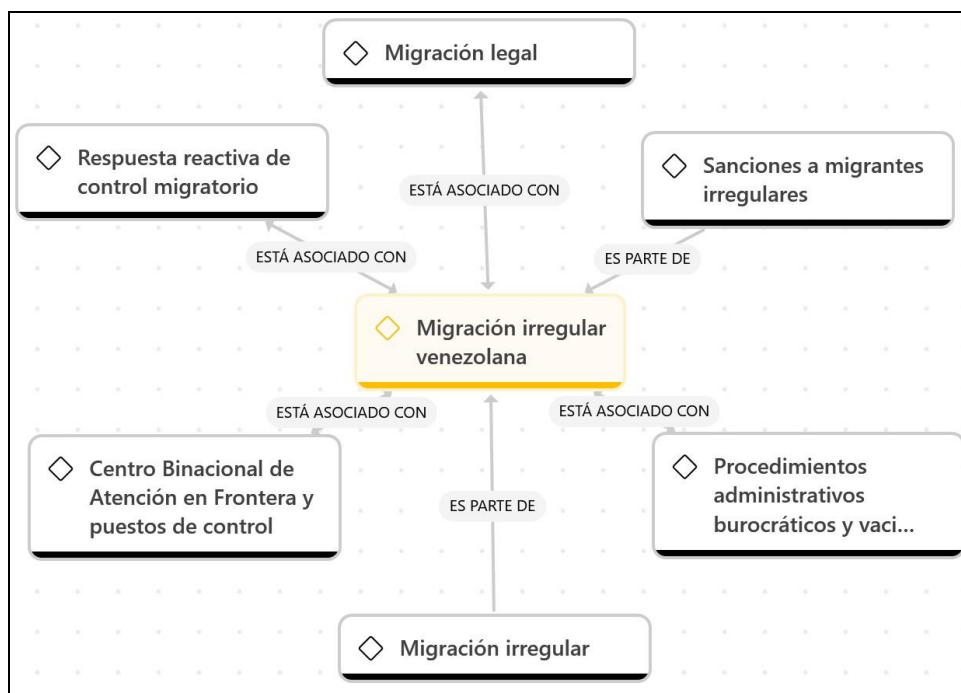 Migración legal
Respuesta reactiva de
control migratorio
Sanciones a migrantes
irregulares
ESTÁ ASOCIADO CON
ESTÁ ASOCIADO CON
ES PARTE DE
Migración irregular
venezolana
ESTÁ ASOCIADO CON
ESTÁ ASOCIADO CON
Centro Binacional de
Atención en Frontera y
puestos de control
Procedimientos
administrativos
burocráticos y vaci...
ES PARTE DE
Migración irregular